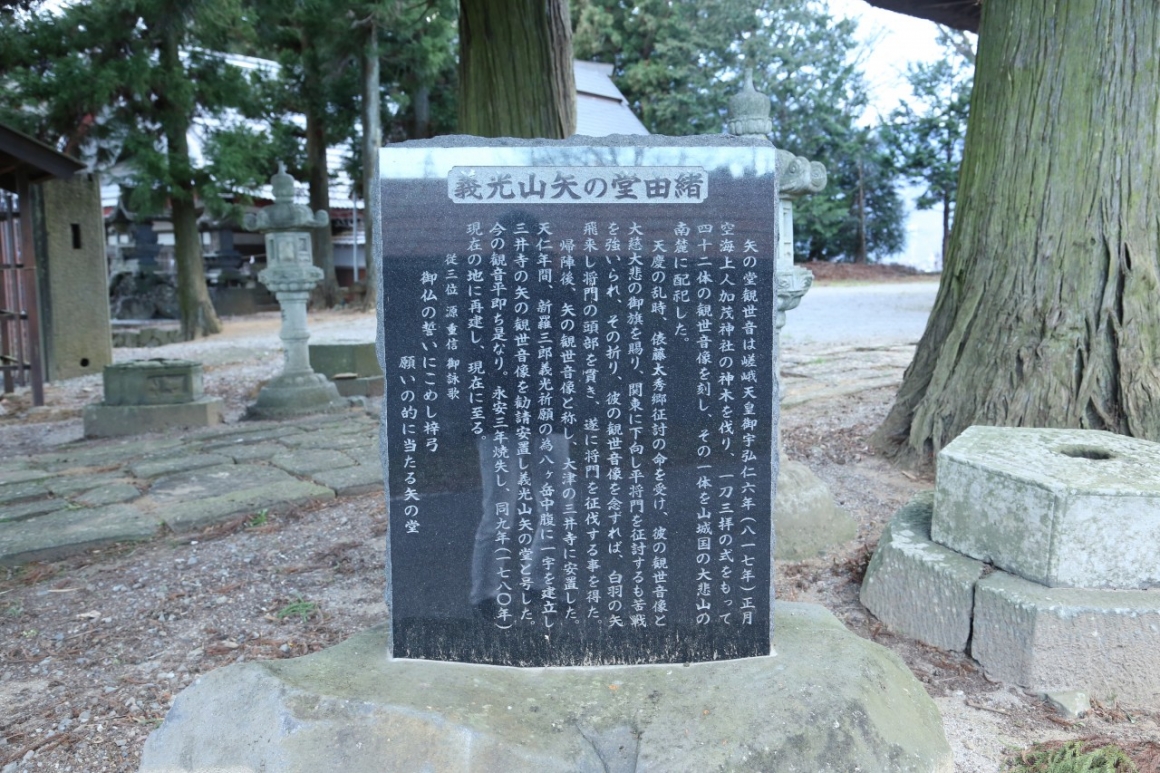 緒田堂の矢山光義
矢の堂観世音は嵯峨天皇御宇弘仁六年(八一七年)正月
空海上人加茂神社の神木を伐り、一刀三拝の式をもって
四十二体の観世音像を刻し、その一体を山城国の大悲山の
南麓に配祀した。
天慶の乱時、俵藤太秀郷征討の命を受け、彼の観世音像と
大慈大悲の御旗を賜り、関東に下向し平将門を征討するも苦戦
を強いられ、その折り、彼の観世音像を念ずれば、白羽の矢
飛来し将門の頭部を貫き、遂に将門を征伐する事を得た。
帰陣後、矢の観世音像と称し、大津の三井寺に安置した。
天仁年間、新羅三郎義光祈願の為八ヶ岳中腹に一宇を建立し
三井寺の矢の観世音像を勧請安置し義光山矢の堂と号した。
今の観音平即ち是なり。永安三年焼失し、同九年(一七八〇年)
現在の地に再建し、現在に至る。
従三位 源重信 御詠歌
御仏の誓いにこめし梓弓
願いの的に当たる矢の堂